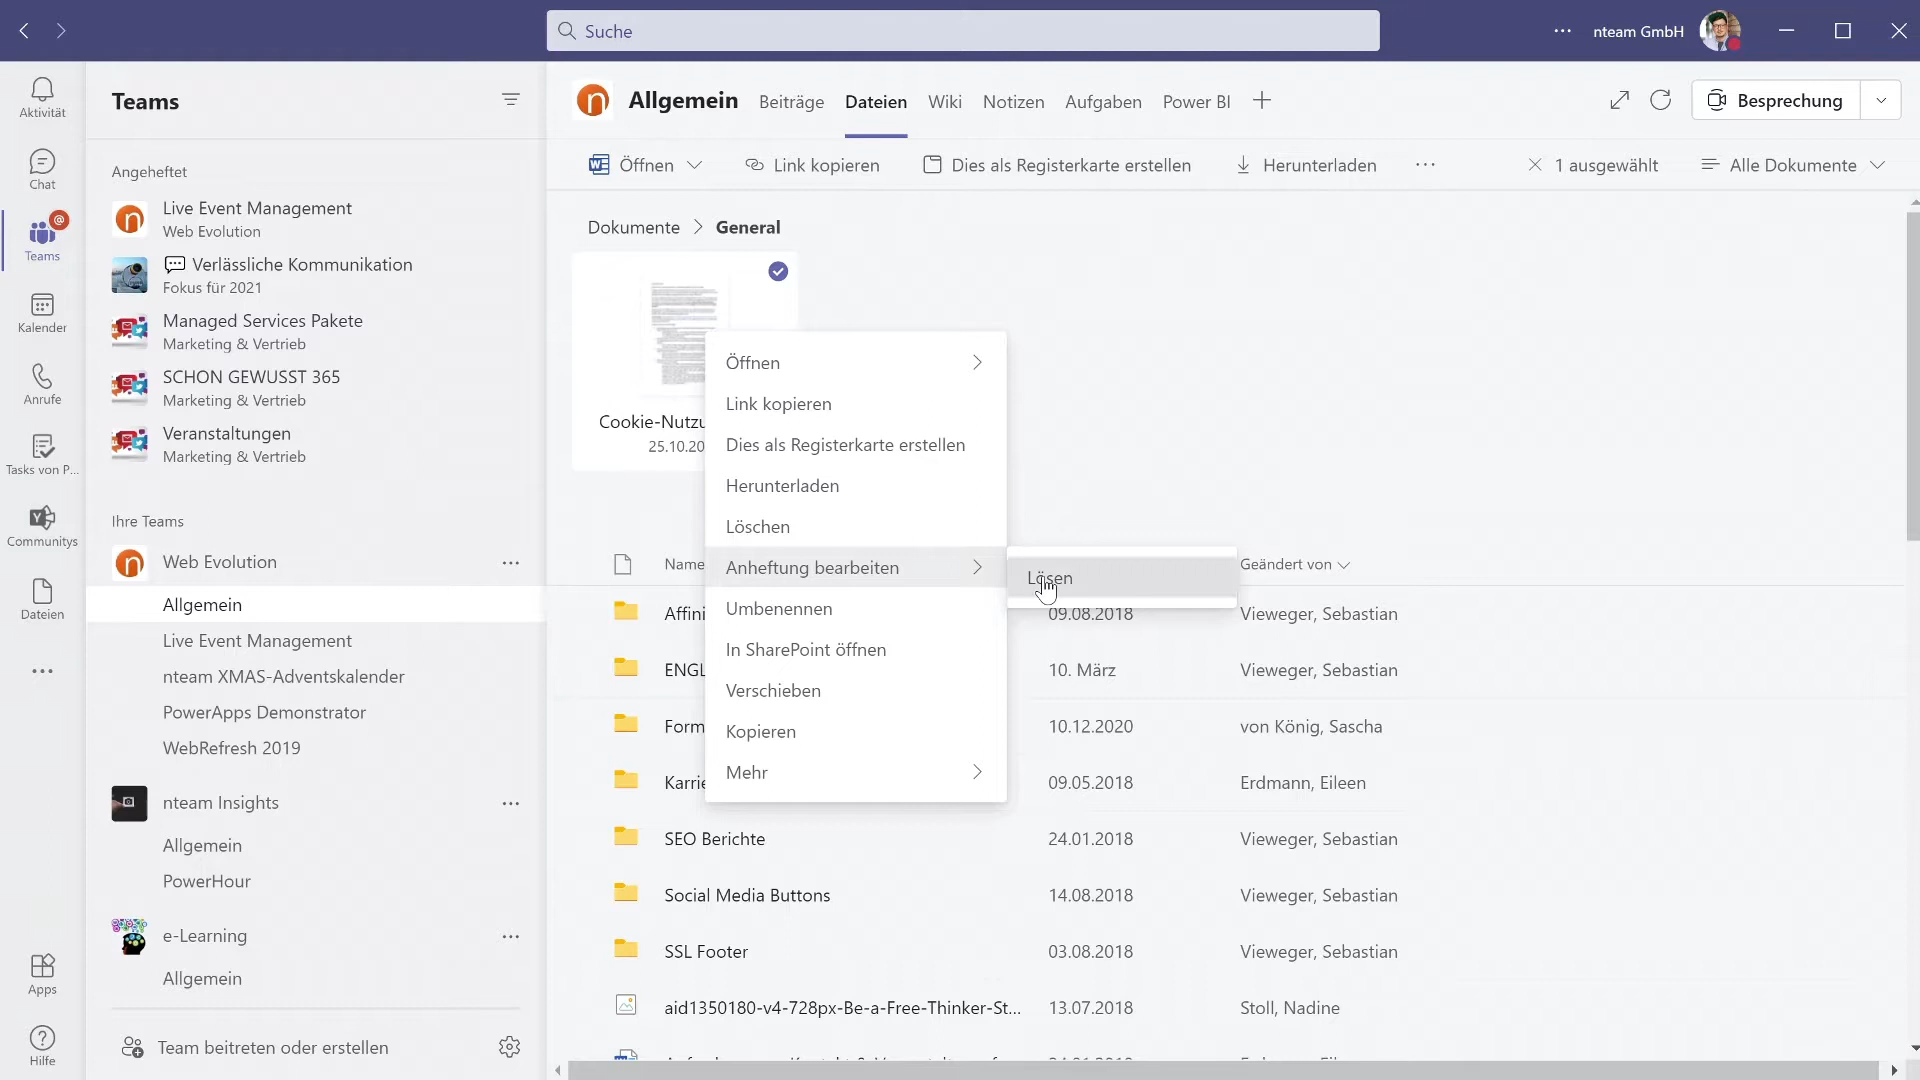 Suche
nteam GmbH
Aktivität
Chat
Teams
Kalender
Anrufe
Tasks von P...
Communitys
Dateien
Apps
Hilfe
Teams
Angeheftet
Live Event Management
Web Evolution
Verlässliche Kommunikation
Fokus für 2021
Managed Services Pakete
Marketing & Vertrieb
SCHON GEWUSST 365
Marketing & Vertrieb
Veranstaltungen
Marketing & Vertrieb
Ihre Teams
Web Evolution
Allgemein
Live Event Management
nteam XMAS-Adventskalender
PowerApps Demonstrator
WebRefresh 2019
nteam Insights
Allgemein
PowerHour
e-Learning
Allgemein
Team beitreten oder erstellen
Allgemein Beiträge Dateien Wiki Notizen Aufgaben Power BI
Besprechung
Öffnen Link kopieren Dies als Registerkarte erstellen Herunterladen 1 ausgewählt Alle Dokumente
Dokumente > General
Cookie-Nutzu
25.10.20
Öffnen
Link kopieren
Dies als Registerkarte erstellen
Herunterladen
Löschen
Anheftung bearbeiten
Lösen
Umbenennen
In SharePoint öffnen
Verschieben
Kopieren
Mehr
Name Geändert von
Affini 09.08.2018 Vieweger, Sebastian
ENGL 10. März Vieweger, Sebastian
Form 10.12.2020 von König, Sascha
Karrie 09.05.2018 Erdmann, Eileen
SEO Berichte 24.01.2018 Vieweger, Sebastian
Social Media Buttons 14.08.2018 Vieweger, Sebastian
SSL Footer 03.08.2018 Vieweger, Sebastian
aid1350180-v4-728px-Be-a-Free-Thinker-St... 13.07.2018 Stoll, Nadine